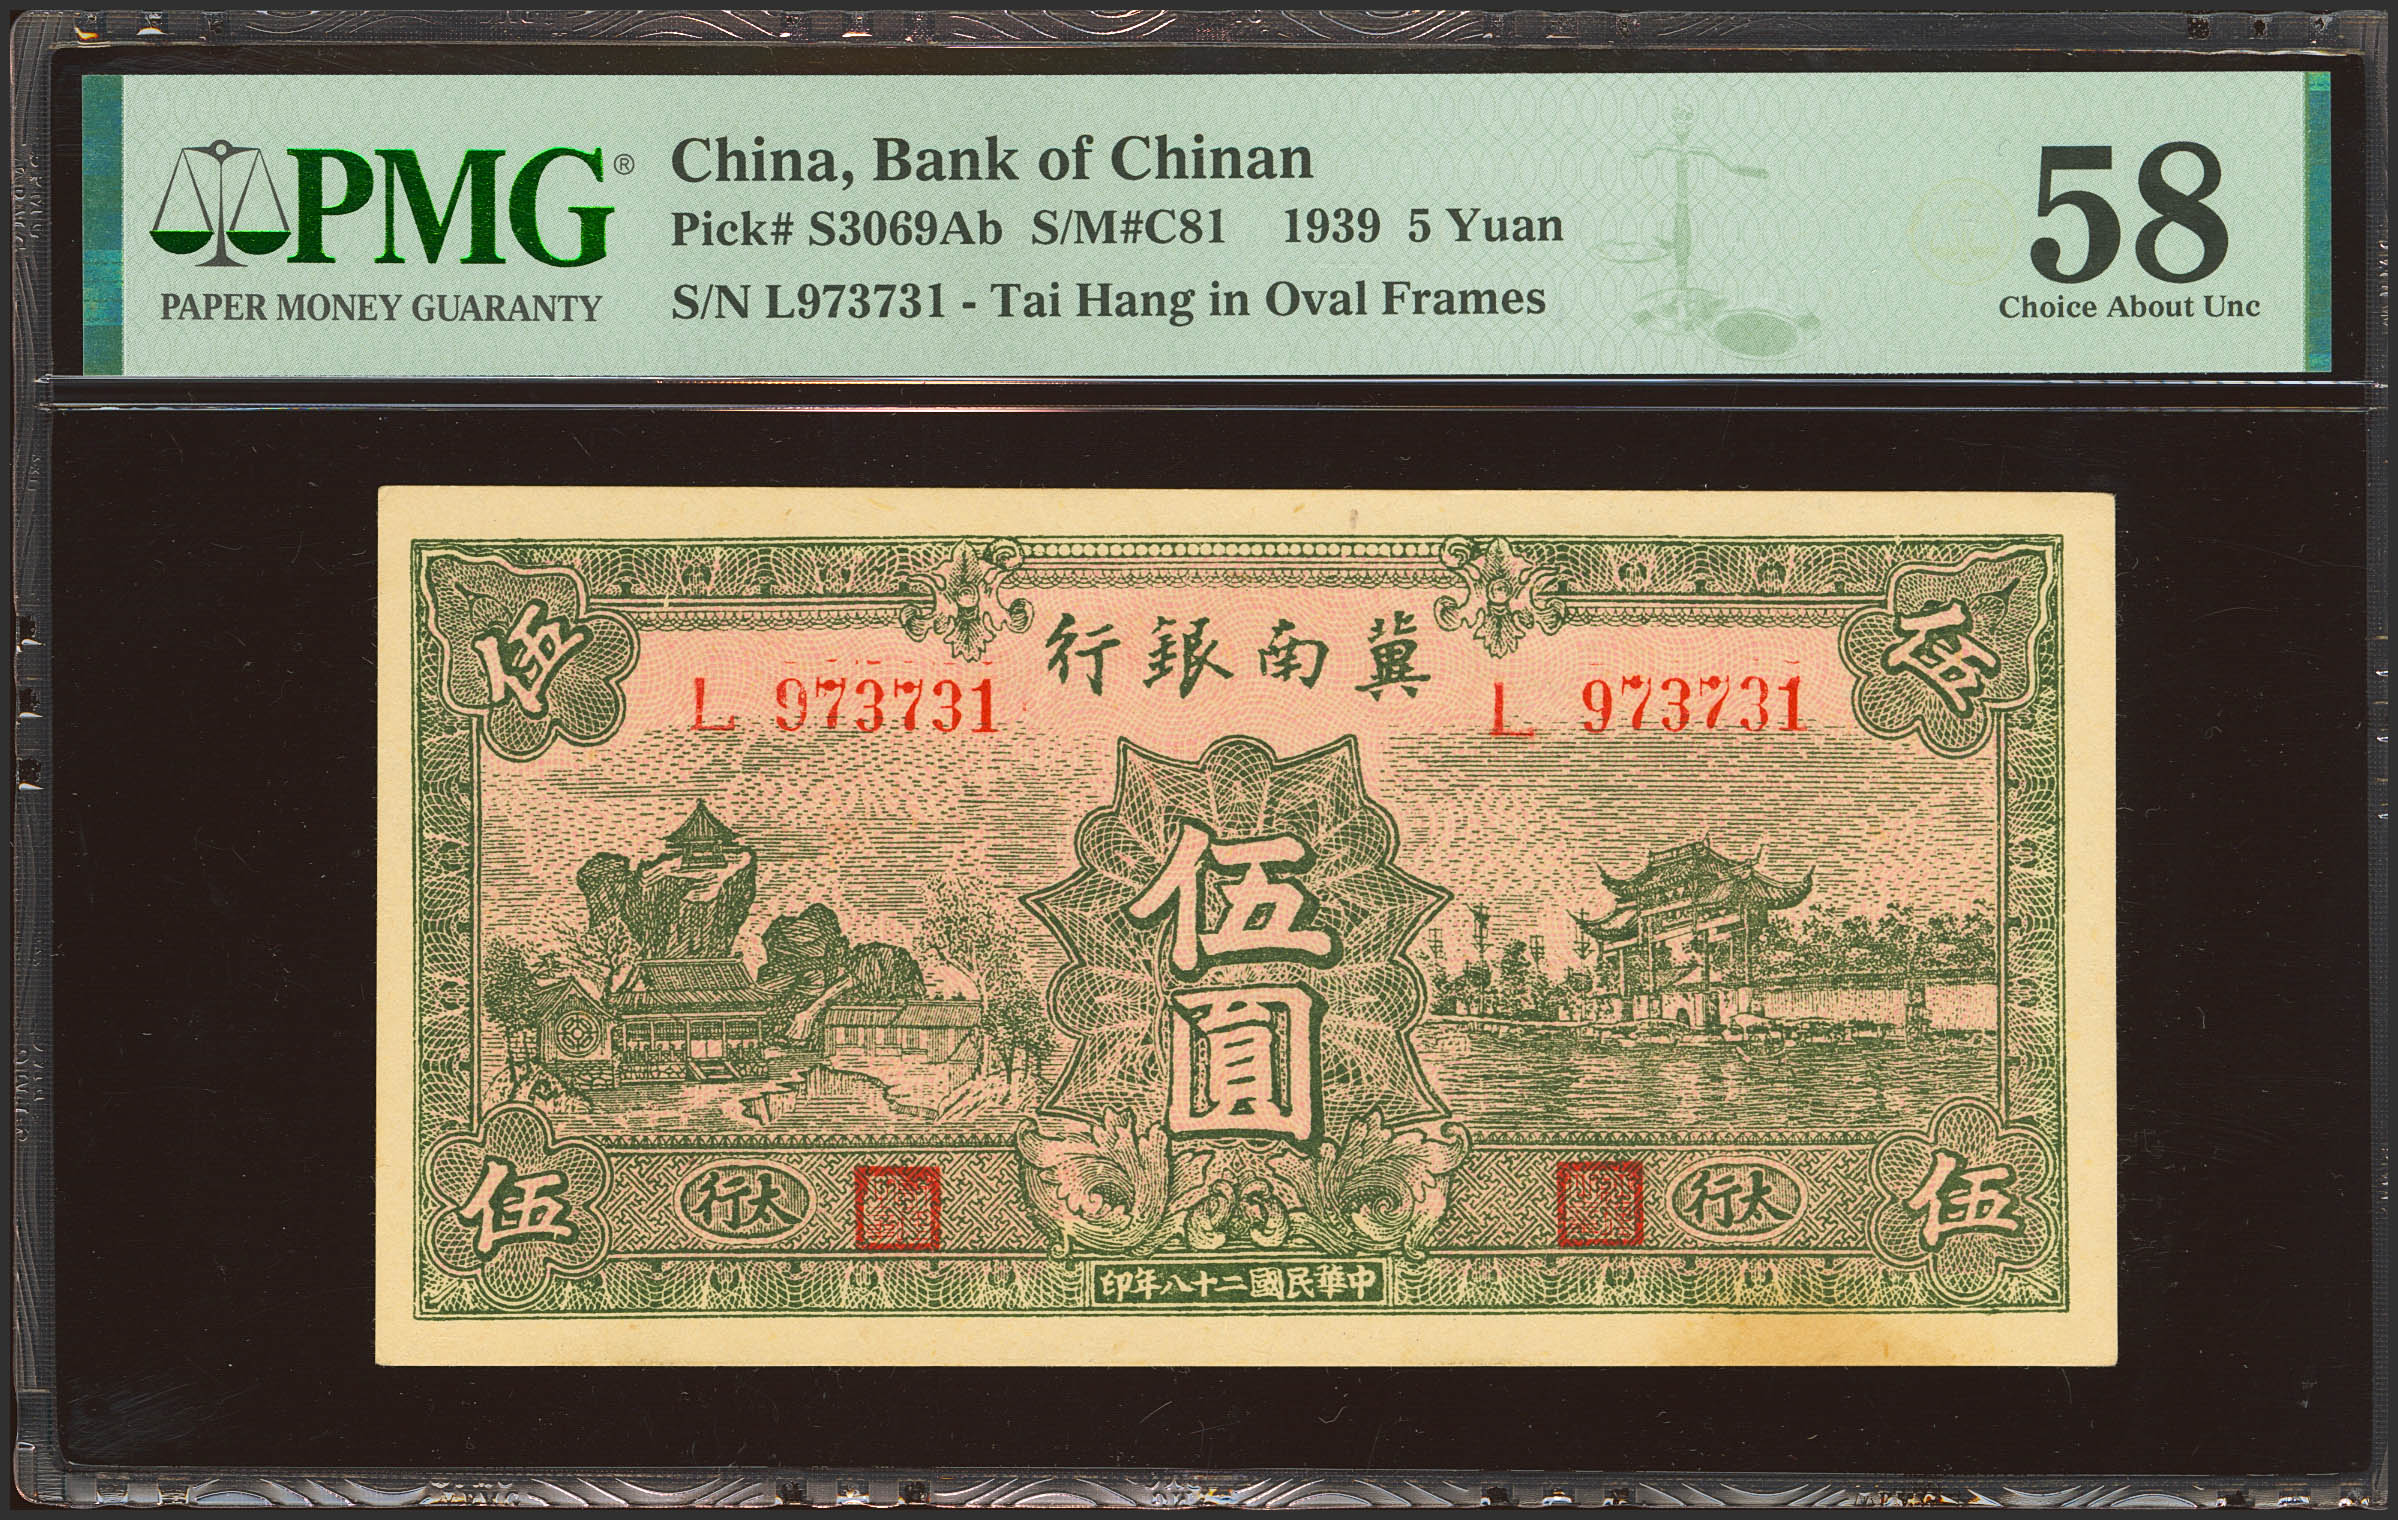 PMG®
PAPER MONEY GUARANTY
China, Bank of Chinan
Pick# S3069Ab S/M#C81 1939 5 Yuan
S/N L973731 - Tai Hang in Oval Frames
58
Choice About Unc
伍
伍
行銀南冀
L 973731
L 973731
伍
圓
伍
行太
行太
伍
印年八十二國民華中